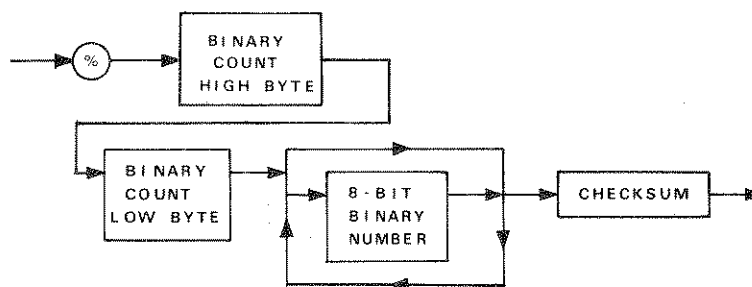 %
BINARY
COUNT
HIGH BYTE
BINARY
COUNT
LOW BYTE
8-BIT
BINARY
NUMBER
CHECKSUM